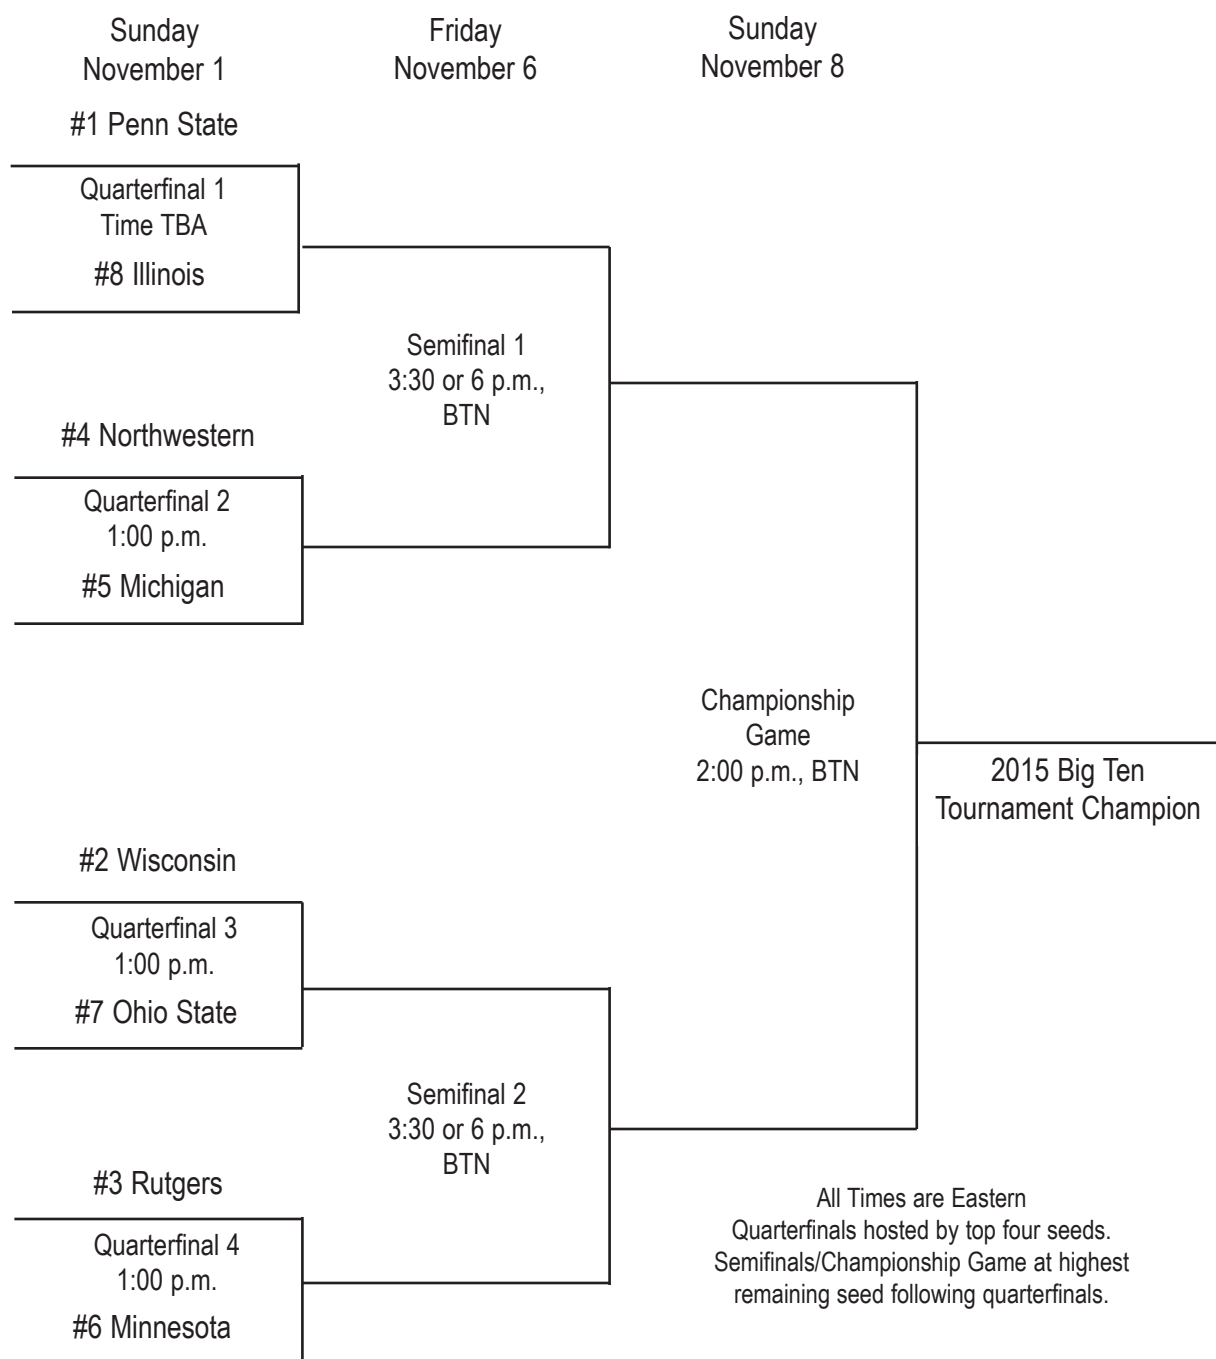 Sunday
November 1
Friday
November 6
Sunday
November 8
#1 Penn State
Quarterfinal 1
Time TBA
#8 Illinois
Semifinal 1
3:30 or 6 p.m.,
BTN
#4 Northwestern
Quarterfinal 2
1:00 p.m.
#5 Michigan
Championship
Game
2:00 p.m., BTN
2015 Big Ten
Tournament Champion
#2 Wisconsin
Quarterfinal 3
1:00 p.m.
#7 Ohio State
Semifinal 2
3:30 or 6 p.m.,
BTN
#3 Rutgers
Quarterfinal 4
1:00 p.m.
#6 Minnesota
All Times are Eastern
Quarterfinals hosted by top four seeds.
Semifinals/Championship Game at highest
remaining seed following quarterfinals.